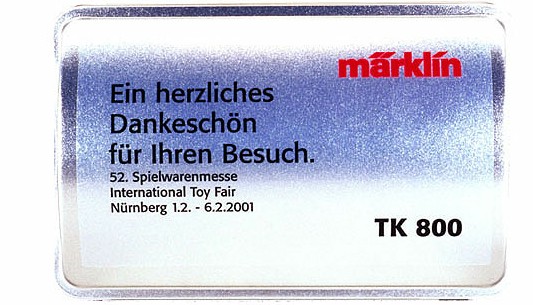 märklin
Ein herzliches
Dankeschön
für Ihren Besuch.
52. Spielwarenmesse
International Toy Fair
Nürnberg 1.2. - 6.2.2001
TK 800